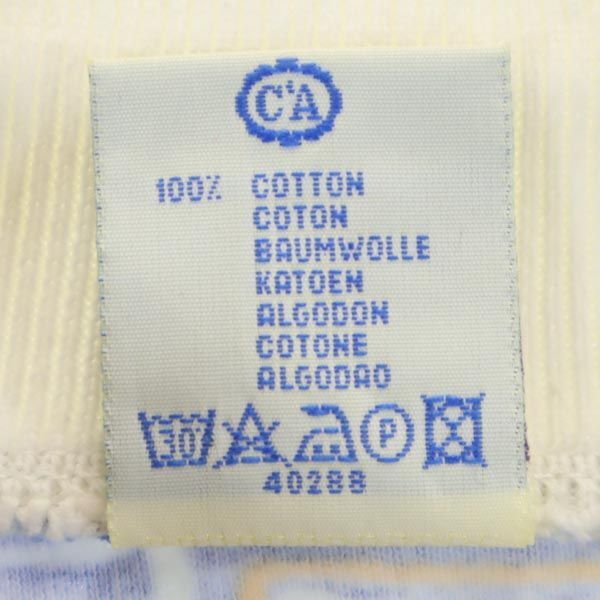 C&A
100% COTTON
COTON
BAUMWOLLE
KATOEN
ALGODON
COTONE
ALGODAO
30 P
40288